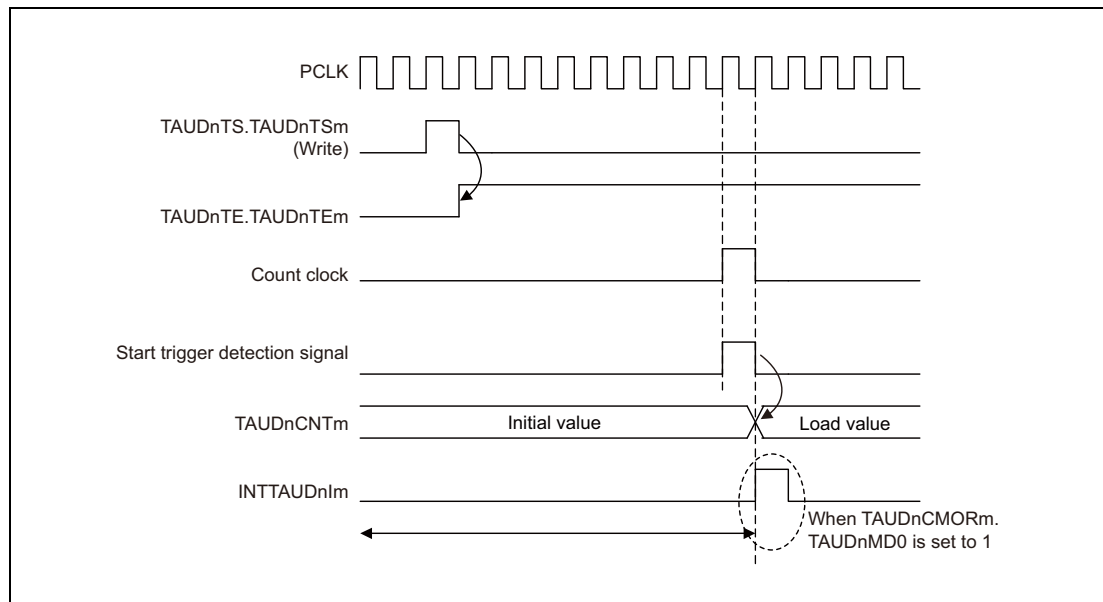 PCLK
TAUDnTS.TAUDnTSm
(Write)
TAUDnTE.TAUDnTEm
Count clock
Start trigger detection signal
TAUDnCNTm
Initial value
Load value
INTTAUDnIm
When TAUDnCMORm.
TAUDnMD0 is set to 1